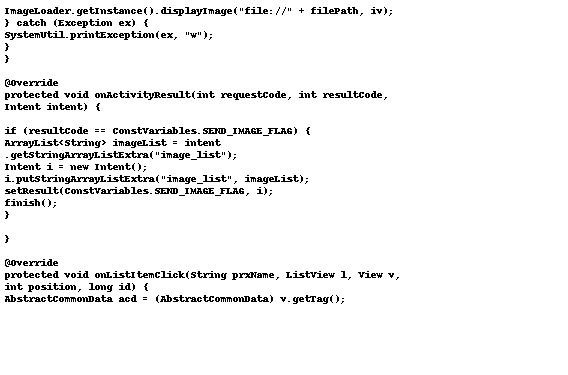 ImageLoader.getInstance().displayImage("file://" + filePath, iv);
} catch (Exception ex) {
SystemUtil.printException(ex, "w");
}
}

@Override
protected void onActivityResult(int requestCode, int resultCode,
Intent intent) {

if (resultCode == ConstVariables.SEND_IMAGE_FLAG) {
ArrayList<String> imageList = intent
.getStringArrayListExtra("image_list");
Intent i = new Intent();
i.putStringArrayListExtra("image_list", imageList);
setResult(ConstVariables.SEND_IMAGE_FLAG, i);
finish();
}

}

@Override
protected void onListItemClick(String prxName, ListView l, View v,
int position, long id) {
AbstractCommonData acd = (AbstractCommonData) v.getTag();